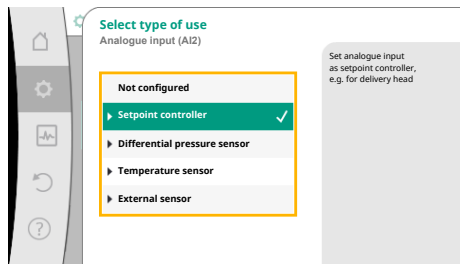 Select type of use
Analogue input (AI2)
Set analogue input
as setpoint controller,
e.g. for delivery head
Not configured
Setpoint controller
Differential pressure sensor
Temperature sensor
External sensor
?